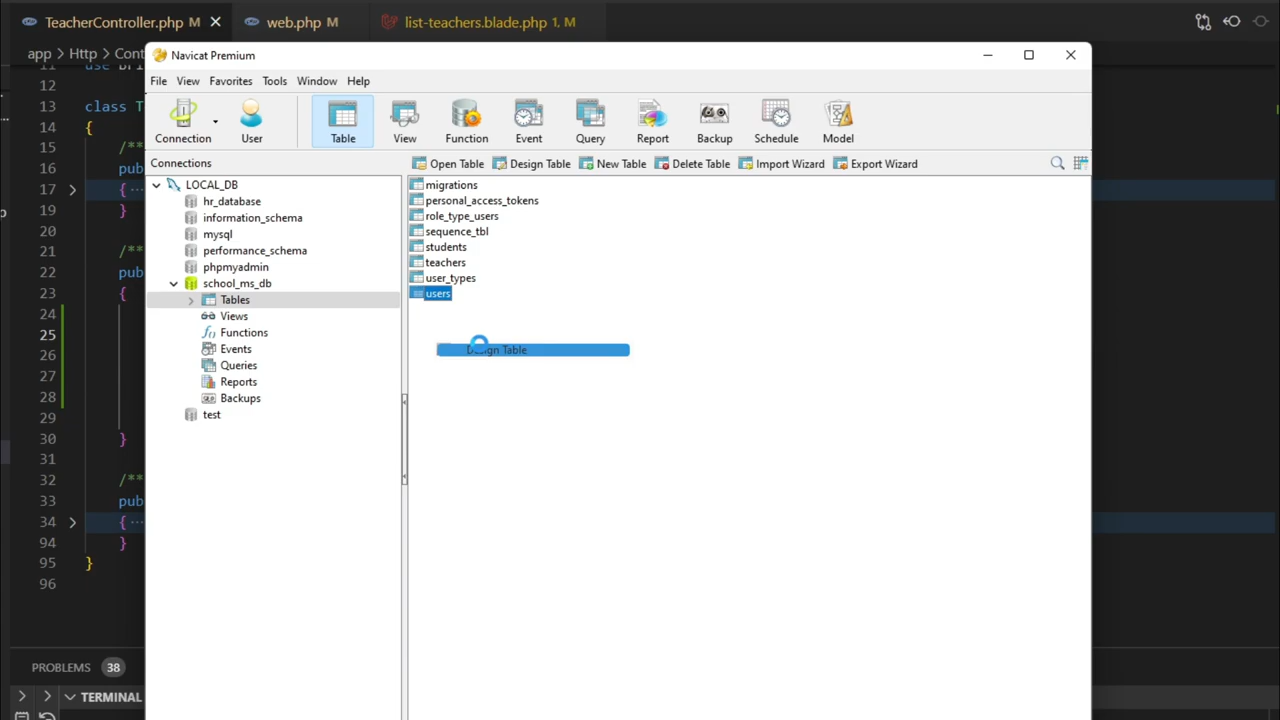 TeacherController.php M
web.php M
list-teachers.blade.php 1, M
app > Http > Cont
Navicat Premium
File View Favorites Tools Window Help
Connection
User
Table
View
Function
Event
Query
Report
Backup
Schedule
Model
Connections
Open Table
Design Table
New Table
Delete Table
Import Wizard
Export Wizard
LOCAL_DB
hr_database
information_schema
mysql
performance_schema
phpmyadmin
school_ms_db
Tables
Views
Functions
Events
Queries
Reports
Backups
test
migrations
personal_access_tokens
role_type_users
sequence_tbl
students
teachers
user_types
users
Design Table
12
13 class T
14 {
15 /**
16 pub
17 { ...
19 }
20
21 /**
22 pub
23 {
24
25
26
27
28
29
30 }
31
32 /**
33 pub
34 { ...
94 }
95 }
96
PROBLEMS 38
TERMINAL